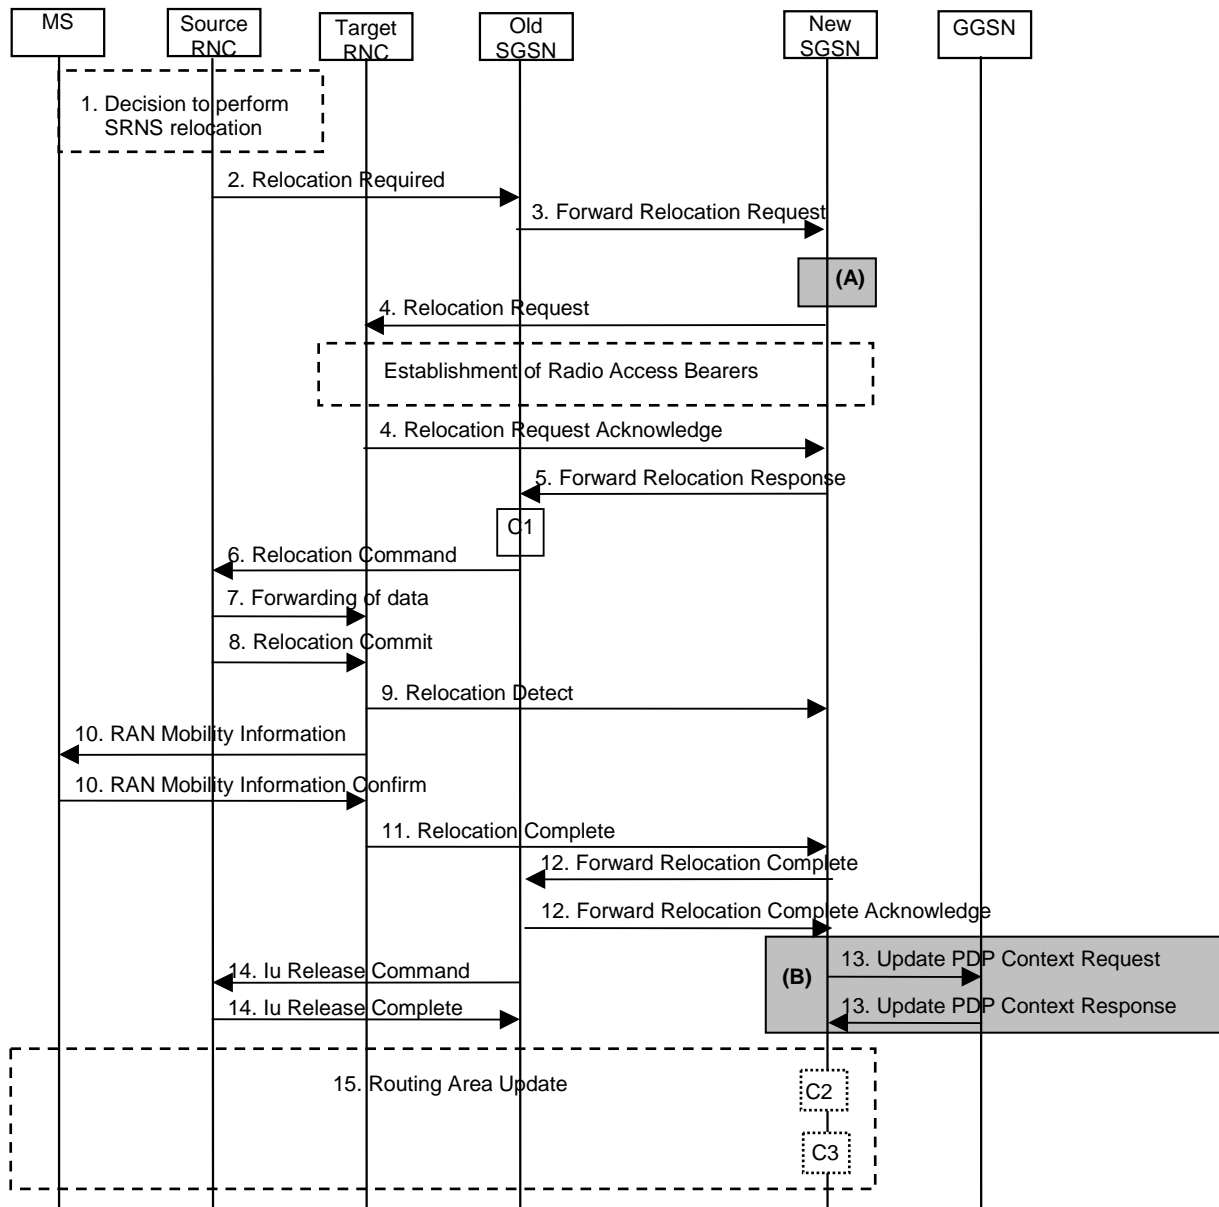 MS
Source
RNC
Target
RNC
Old
SGSN
New
SGSN
GGSN
1. Decision to perform
SRNS relocation
2. Relocation Required
3. Forward Relocation Request
(A)
4. Relocation Request
Establishment of Radio Access Bearers
4. Relocation Request Acknowledge
5. Forward Relocation Response
C1
6. Relocation Command
7. Forwarding of data
8. Relocation Commit
9. Relocation Detect
10. RAN Mobility Information
10. RAN Mobility Information Confirm
11. Relocation Complete
12. Forward Relocation Complete
12. Forward Relocation Complete Acknowledge
(B)
13. Update PDP Context Request
14. Iu Release Command
13. Update PDP Context Response
14. Iu Release Complete
15. Routing Area Update
C2
C3